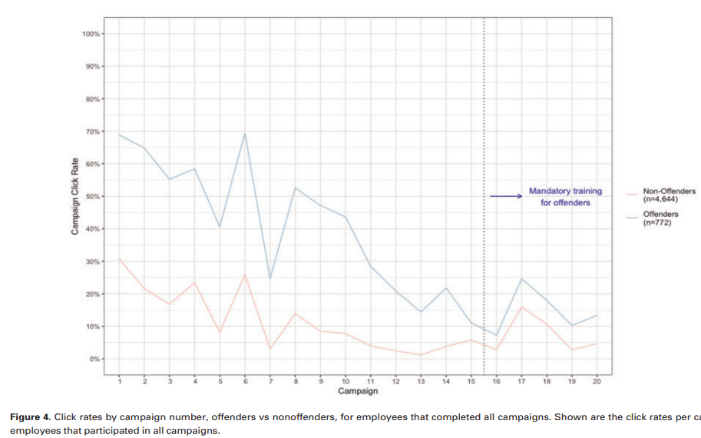 100%
90%
80%
70%
60%
50%
40%
30%
20%
10%
0%
Campaign Click Rate
Mandatory training
for offenders
Non-Offenders
(n=4,644)
Offenders
(n=772)
1 2 3 4 5 6 7 8 9 10 11 12 13 14 15 16 17 18 19 20
Campaign
Figure 4. Click rates by campaign number, offenders vs nonoffenders, for employees that completed all campaigns. Shown are the click rates per
employees that participated in all campaigns.